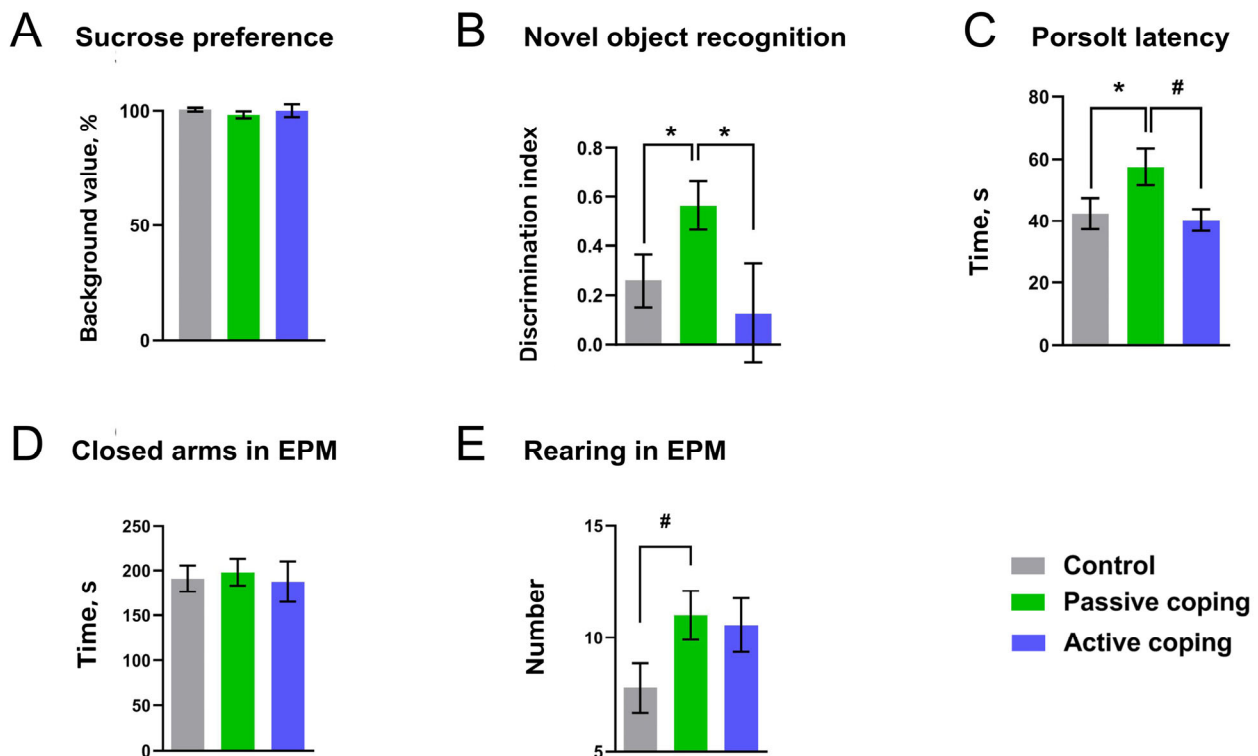 A Sucrose preference
Background value, %
100
50
0
B Novel object recognition
Discrimination index
0.8
0.6
0.4
0.2
0.0
* *
C Porsolt latency
Time, s
80
60
40
20
0
* #
D Closed arms in EPM
Time, s
250
200
150
100
50
0
E Rearing in EPM
Number
15
10
5
#
Control
Passive coping
Active coping